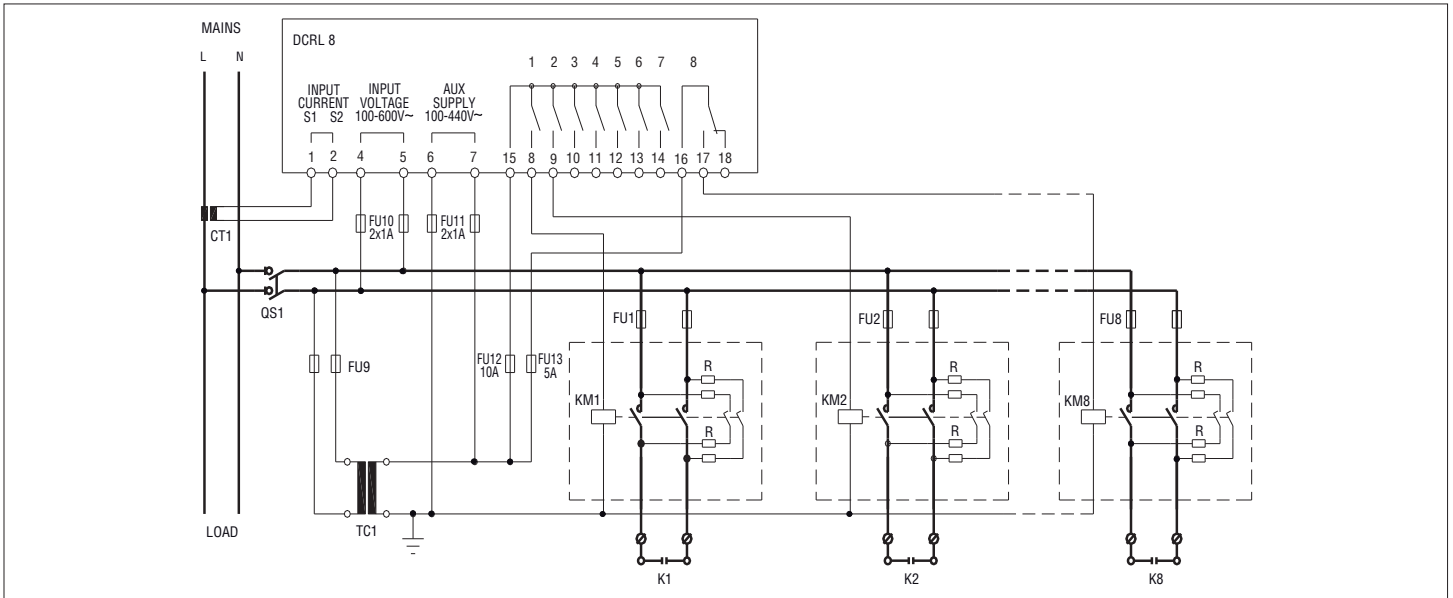 MAINS
L N
DCRL 8
INPUT CURRENT
S1 S2
INPUT VOLTAGE
100-600V~
AUX SUPPLY
100-440V~
1 2 3 4 5 6 7 8
1 2 4 5 6 7 15 8 9 10 11 12 13 14 16 17 18
CT1
FU10
2x1A
FU11
2x1A
QS1
FU1
FU2
FU8
FU9
FU12
10A
FU13
5A
R
R
R
KM1
KM2
KM8
R
R
R
LOAD
TC1
K1
K2
K8